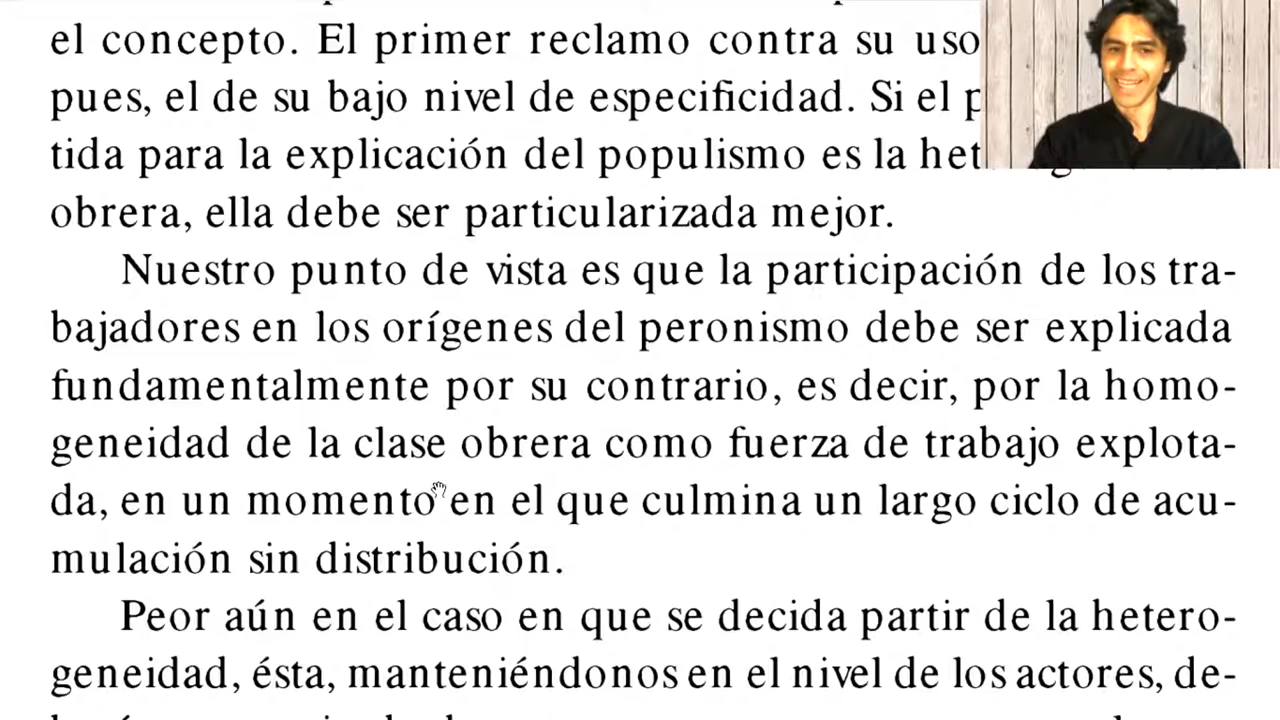 el concepto. El primer reclamo contra su uso
pues, el de su bajo nivel de especificidad. Si el
tida para la explicación del populismo es la
obrera, ella debe ser particularizada mejor.
Nuestro punto de vista es que la participación de los tra-
bajadores en los orígenes del peronismo debe ser explicada
fundamentalmente por su contrario, es decir, por la homo-
geneidad de la clase obrera como fuerza de trabajo explota-
da, en un momento en el que culmina un largo ciclo de acu-
mulación sin distribución.
Peor aún en el caso en que se decida partir de la hetero-
geneidad, ésta, manteniéndonos en el nivel de los actores, de-